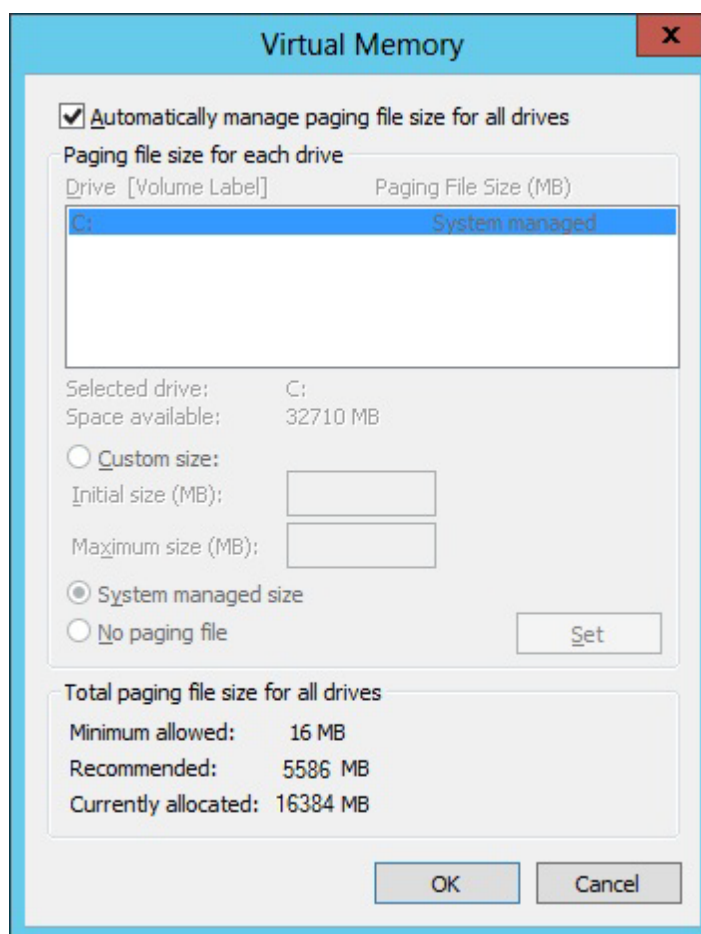 Virtual Memory
x
Automatically manage paging file size for all drives
Paging file size for each drive
Drive [Volume Label] Paging File Size (MB)
C: System managed
Selected drive: C:
Space available: 32710 MB
Custom size:
Initial size (MB):
Maximum size (MB):
System managed size
No paging file Set
Total paging file size for all drives
Minimum allowed: 16 MB
Recommended: 5586 MB
Currently allocated: 16384 MB
OK Cancel